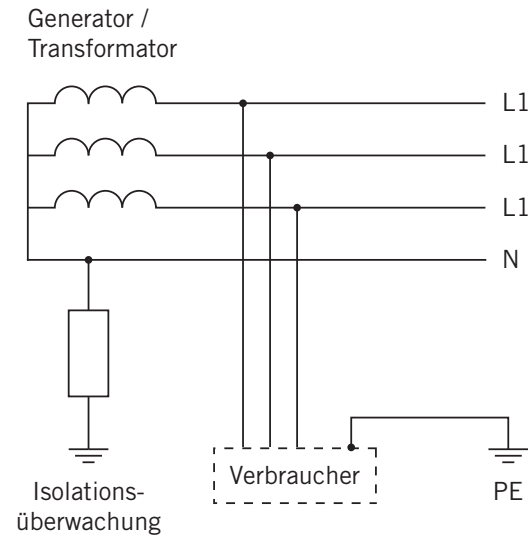 Generator /
Transformator
L1
L1
L1
N
Verbraucher
Isolations-
überwachung
PE